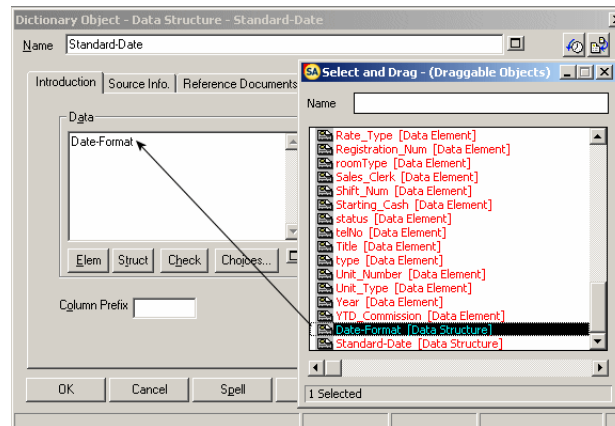 Dictionary Object - Data Structure - Standard-Date
Name Standard-Date
Introduction Source Info. Reference Documents
Data
Date-Format
Elem Struct Check Choices...
Column Prefix
OK Cancel Spell
SA Select and Drag - (Draggable Objects)
Name
Rate_Type [Data Element]
Registration_Num [Data Element]
roomType [Data Element]
Sales_Clerk [Data Element]
Shift_Num [Data Element]
Starting_Cash [Data Element]
status [Data Element]
telNo [Data Element]
Title [Data Element]
type [Data Element]
Unit_Number [Data Element]
Unit_Type [Data Element]
Year [Data Element]
YTD_Commission [Data Element]
Date-Format [Data Structure]
Standard-Date [Data Structure]
1 Selected